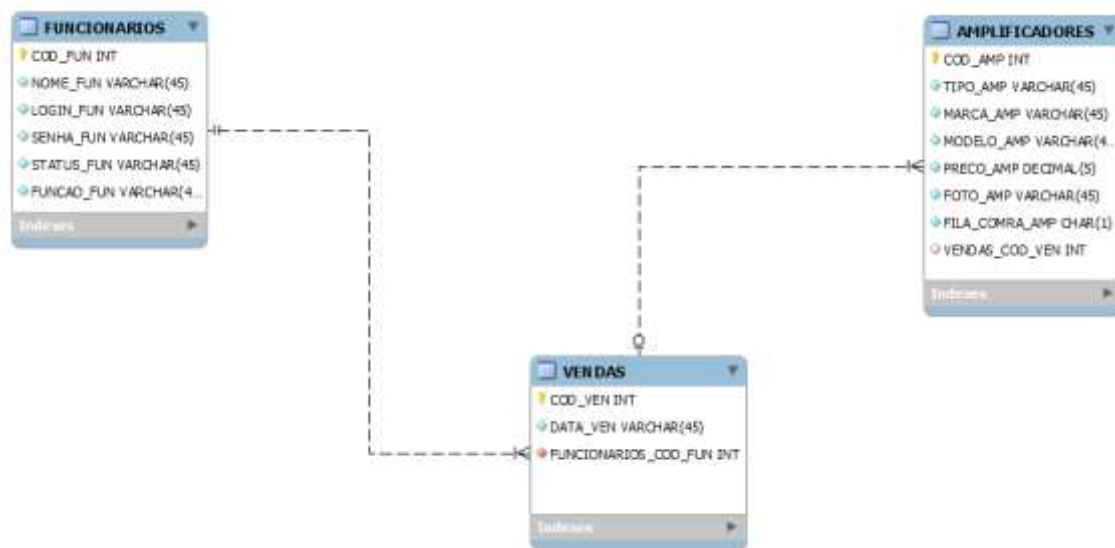 FUNCIONARIOS
COD_FUN INT
NOME_FUN VARCHAR(45)
LOGIN_FUN VARCHAR(45)
SENHA_FUN VARCHAR(45)
STATUS_FUN VARCHAR(45)
FUNCAO_FUN VARCHAR(4...
Indexes
AMPLIFICADORES
COD_AMP INT
TIPO_AMP VARCHAR(45)
MARCA_AMP VARCHAR(45)
MODELO_AMP VARCHAR(4...
PRECO_AMP DECIMAL(5)
FOTO_AMP VARCHAR(45)
FILA_COMRA_AMP CHAR(1)
VENDAS_COD_VEN INT
Indexes
VENDAS
COD_VEN INT
DATA_VEN VARCHAR(45)
FUNCIONARIOS_COD_FUN INT
Indexes